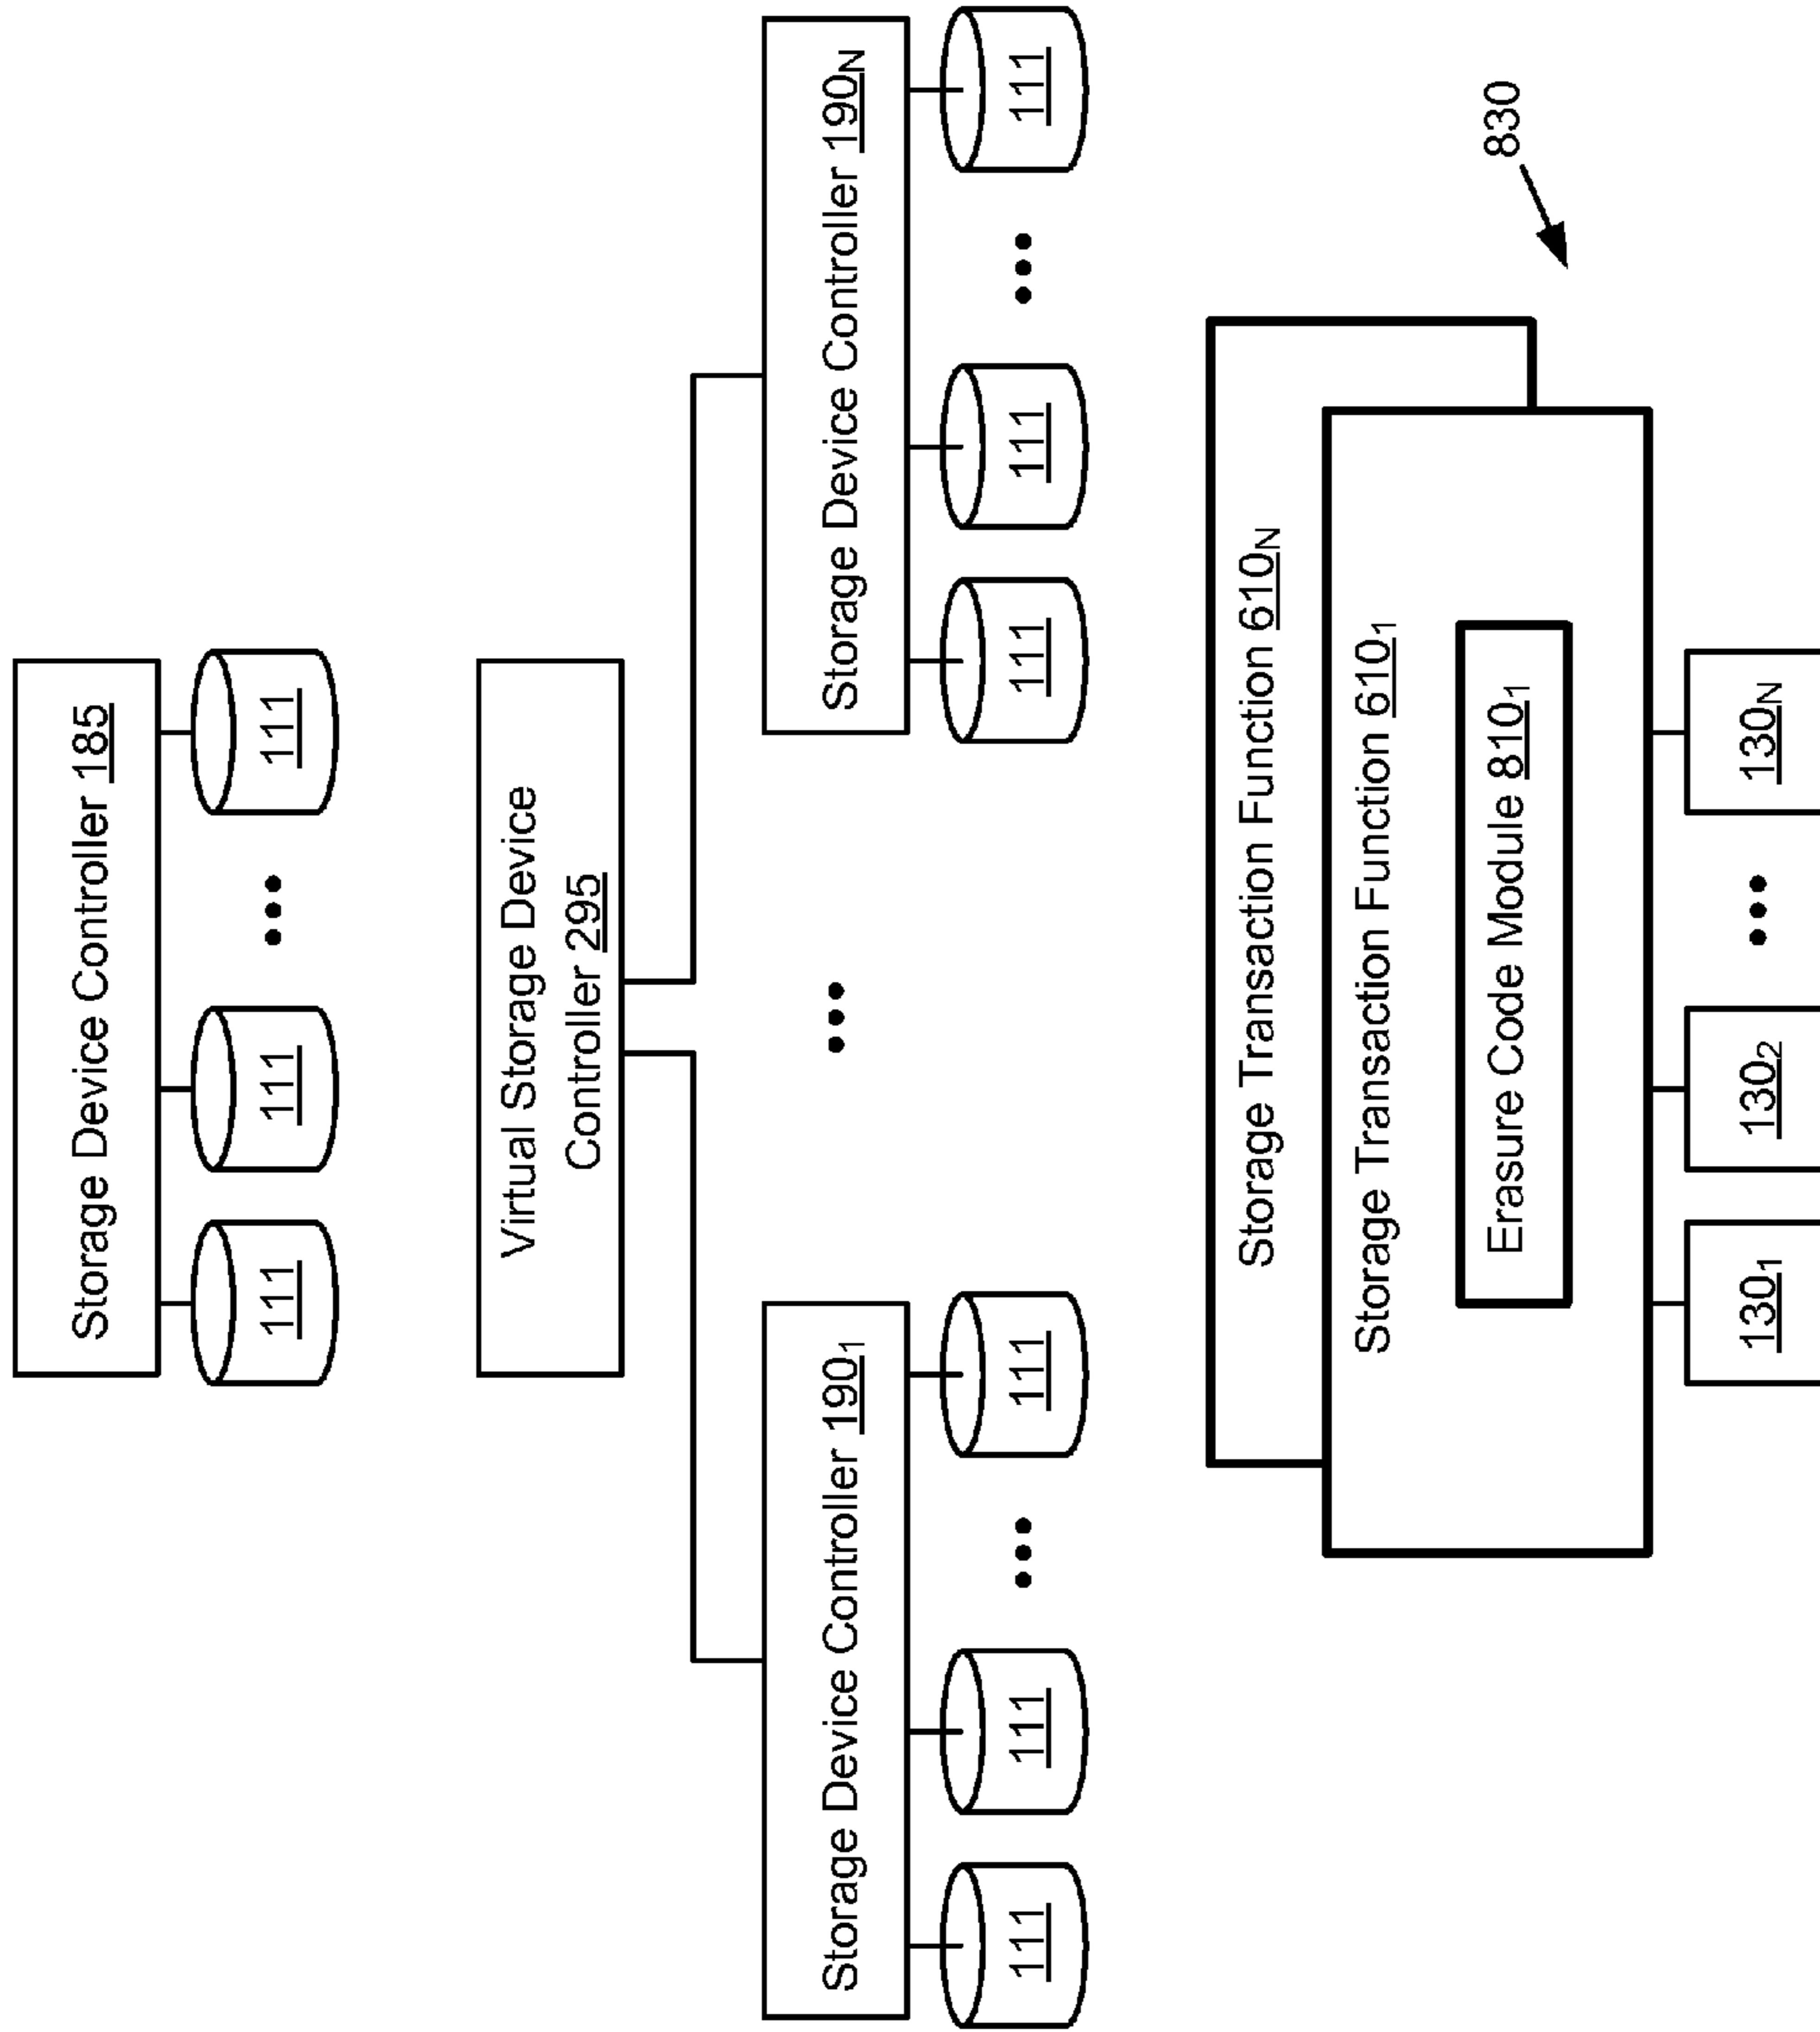 Storage Device Controller 185
111 111 ••• 111
Virtual Storage Device
Controller 295
•••
Storage Device Controller 190₁
Storage Device Controller 190N
111 111 ••• 111
111 111 ••• 111
830
Storage Transaction Function 610N
Storage Transaction Function 610₁
Erasure Code Module 810₁
130₁ 130₂ ••• 130N